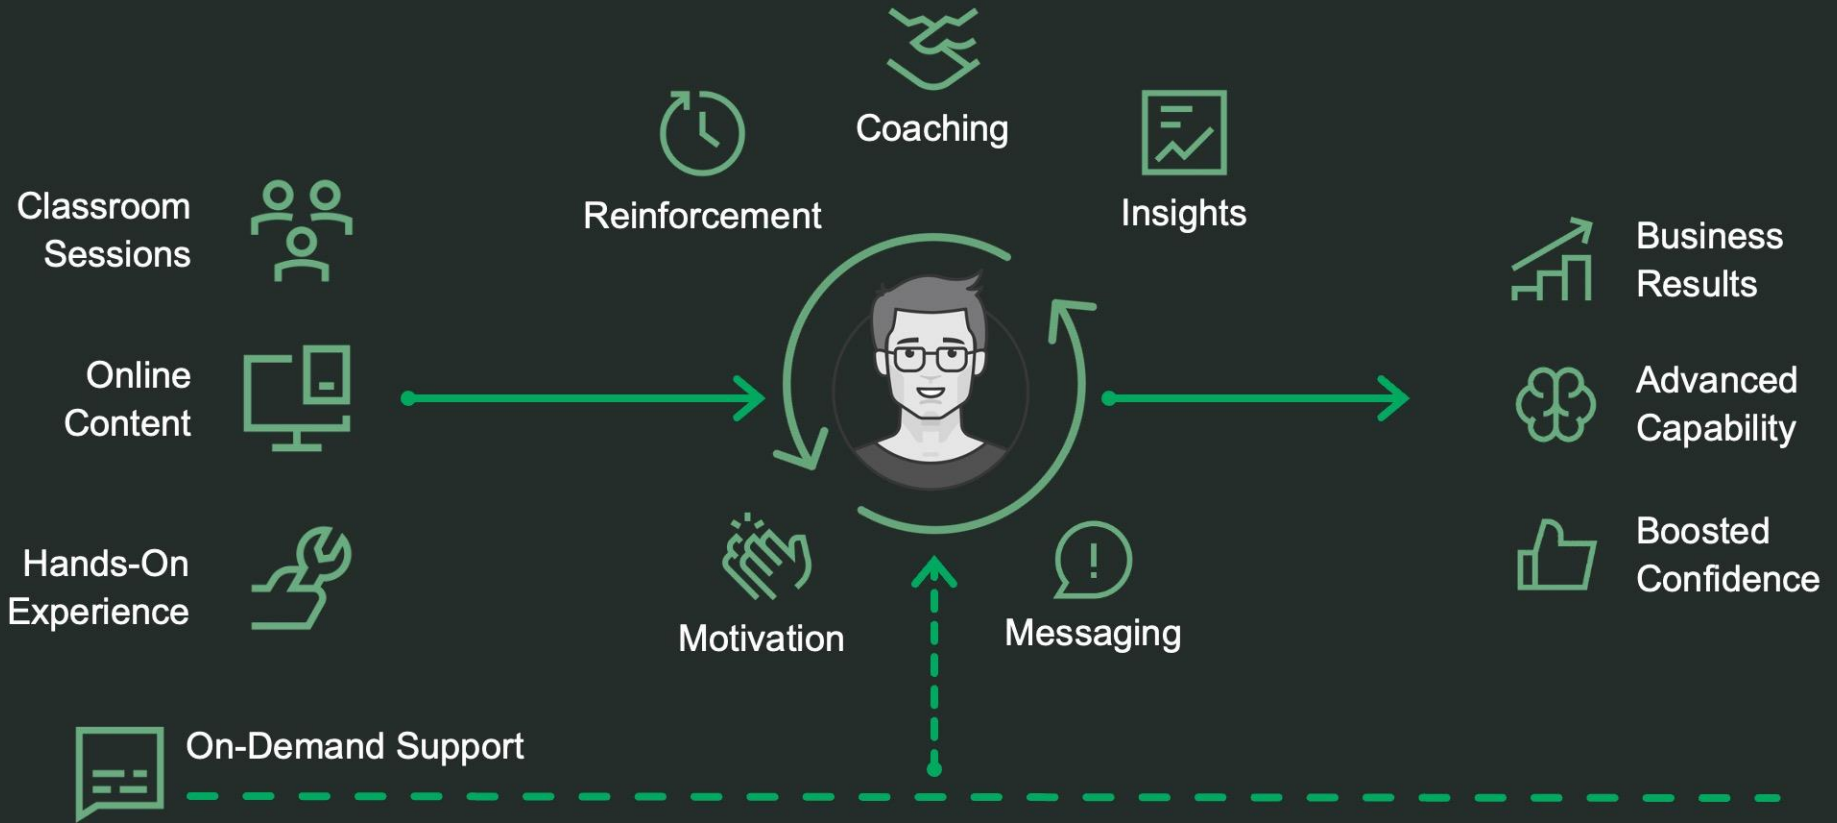 Classroom
Sessions
Online
Content
Hands-On
Experience
Reinforcement
Coaching
Insights
Motivation
Messaging
Business
Results
Advanced
Capability
Boosted
Confidence
On-Demand Support